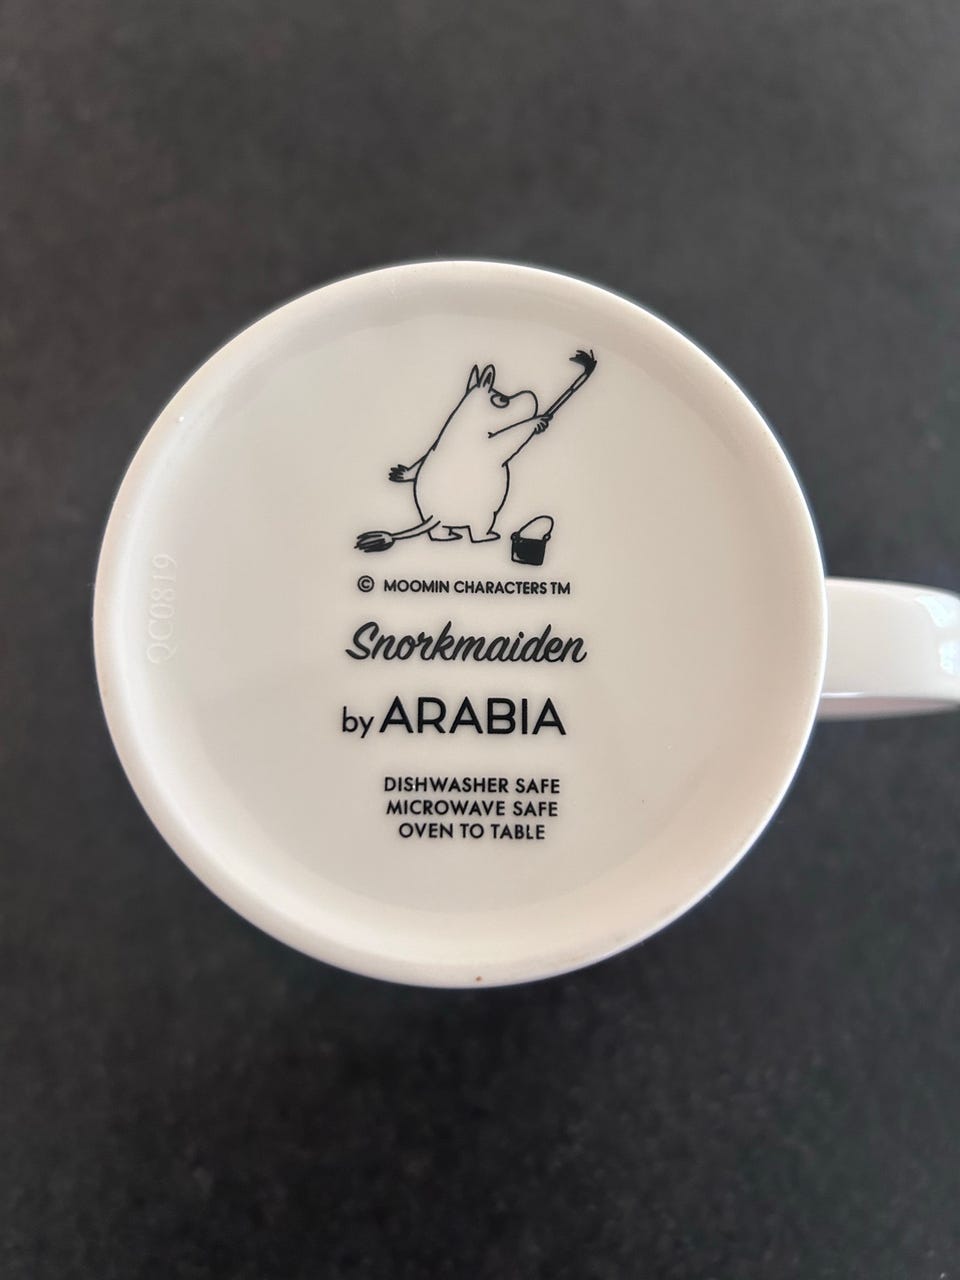 © MOOMIN CHARACTERS TM
Snorkmaiden
by ARABIA
DISHWASHER SAFE
MICROWAVE SAFE
OVEN TO TABLE
QC0819